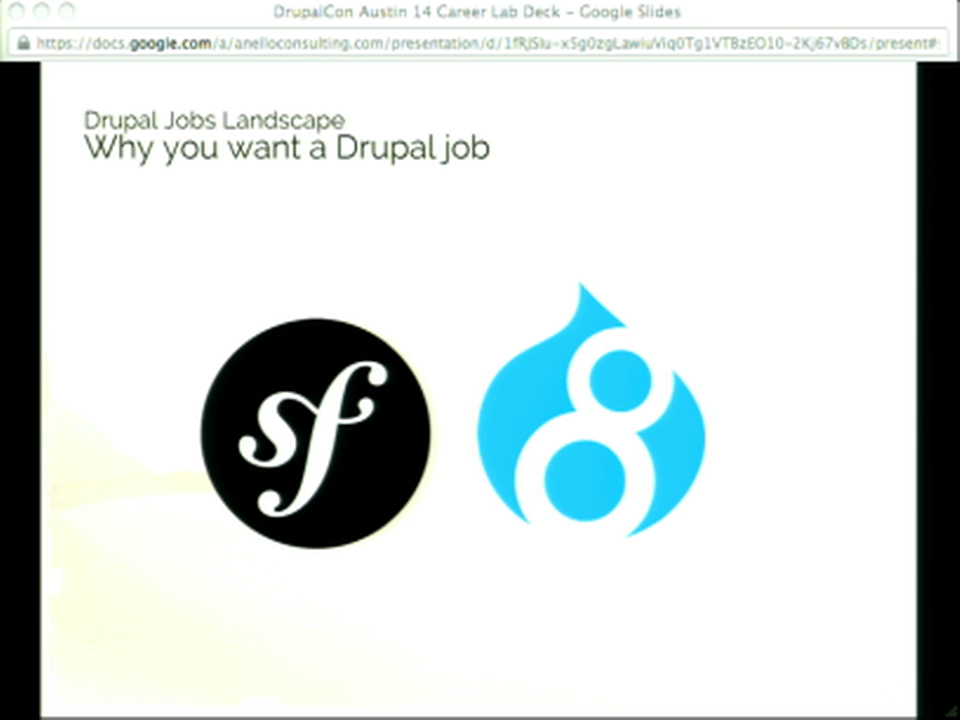 DrupalCon Austin 14 Career Lab Deck – Google Slides
Drupal Jobs Landscape
Why you want a Drupal job
sf
8